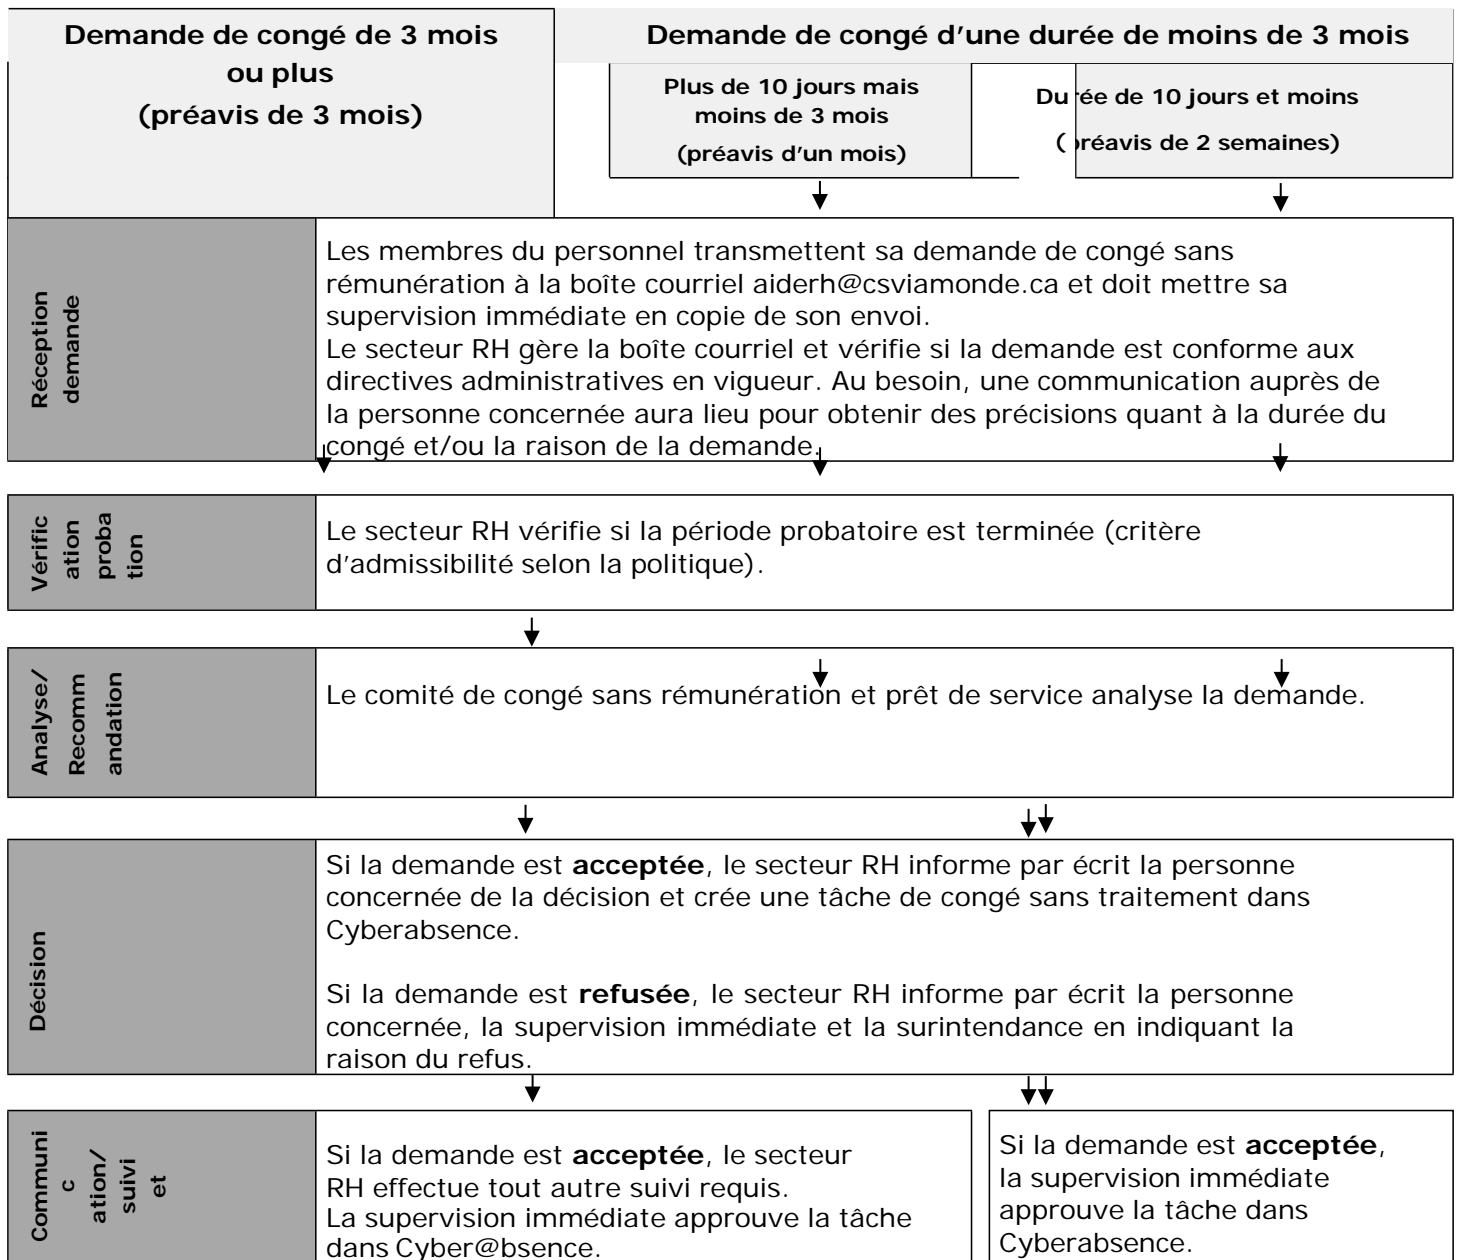 Demande de congé de 3 mois
ou plus
(préavis de 3 mois)
Demande de congé d’une durée de moins de 3 mois
Plus de 10 jours mais
moins de 3 mois
(préavis d’un mois)
Durée de 10 jours et moins
(préavis de 2 semaines)
Réception
demande
Les membres du personnel transmettent sa demande de congé sans
rémunération à la boîte courriel aiderh@csviamonde.ca et doit mettre sa
supervision immédiate en copie de son envoi.
Le secteur RH gère la boîte courriel et vérifie si la demande est conforme aux
directives administratives en vigueur. Au besoin, une communication auprès de
la personne concernée aura lieu pour obtenir des précisions quant à la durée du
congé et/ou la raison de la demande.
Vérific
ation
proba
tion
Le secteur RH vérifie si la période probatoire est terminée (critère
d’admissibilité selon la politique).
Analyse/
Recomm
andation
Le comité de congé sans rémunération et prêt de service analyse la demande.
Décision
Si la demande est acceptée, le secteur RH informe par écrit la personne
concernée de la décision et crée une tâche de congé sans traitement dans
Cyberabsence.
Si la demande est refusée, le secteur RH informe par écrit la personne
concernée, la supervision immédiate et la surintendance en indiquant la
raison du refus.
Communi
c
ation/
suivi
et
Si la demande est acceptée, le secteur
RH effectue tout autre suivi requis.
La supervision immédiate approuve la tâche
dans Cyber@bsence.
Si la demande est acceptée,
la supervision immédiate
approuve la tâche dans
Cyberabsence.